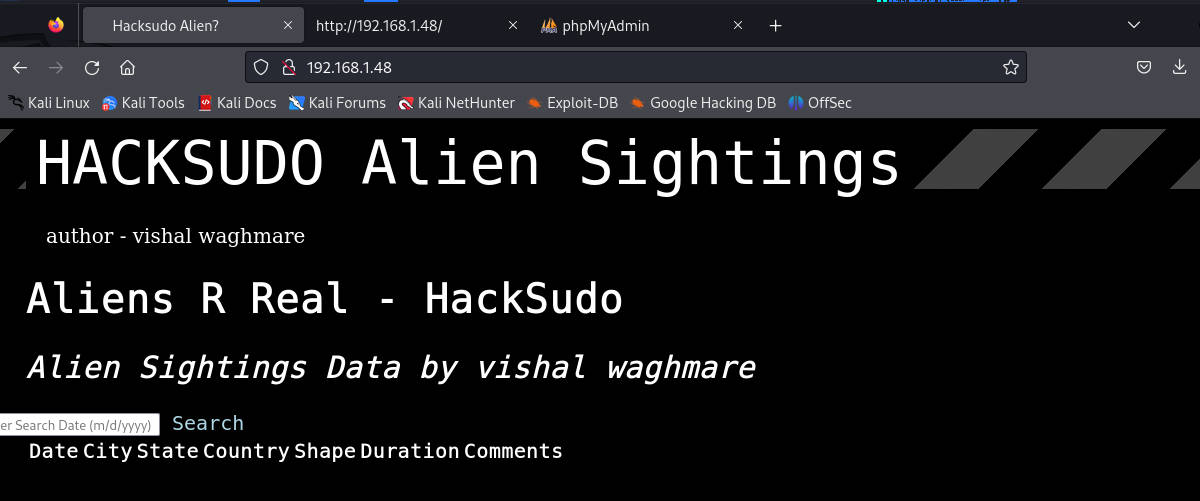 Hacksudo Alien? http://192.168.1.48/ phpMyAdmin
192.168.1.48
Kali Linux Kali Tools Kali Docs Kali Forums Kali NetHunter Exploit-DB Google Hacking DB OffSec
HACKSUDO Alien Sightings
author - vishal waghmare
Aliens R Real - HackSudo
Alien Sightings Data by vishal waghmare
er Search Date (m/d/yyyy) Search
Date City State Country Shape Duration Comments